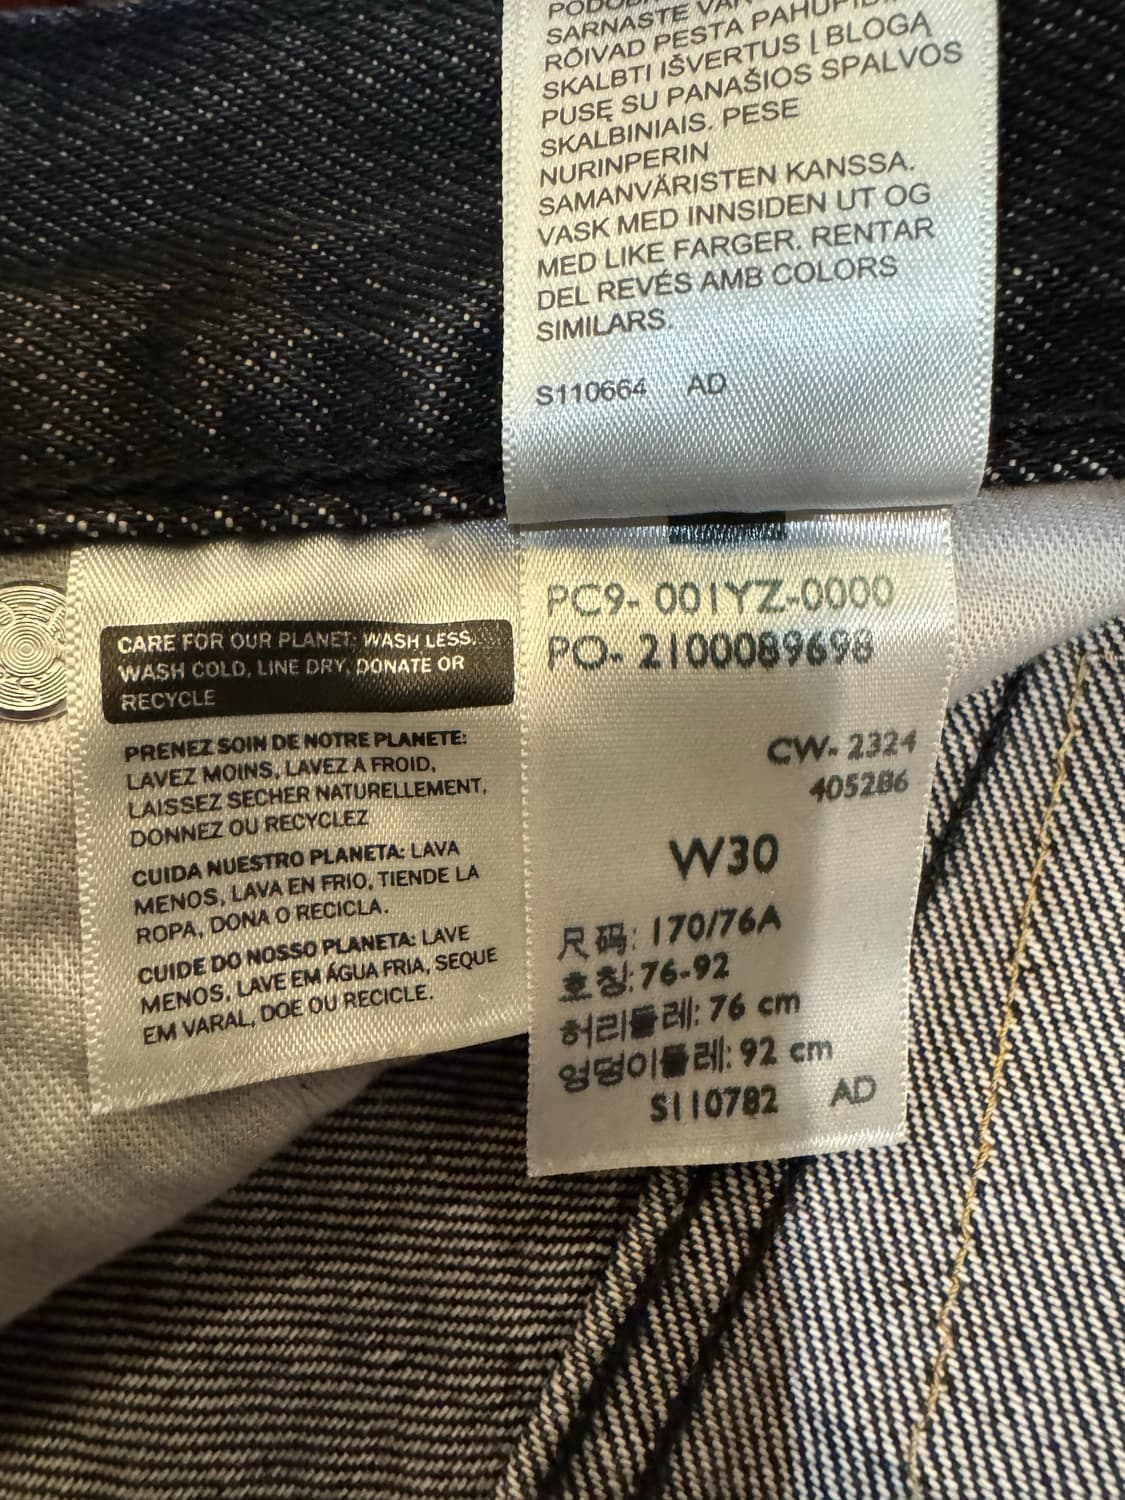 SARNASTE
RÕIVAD PESTA
SKALBTI IŠVERTUS Į BLOGĄ
PUSĘ SU PANAŠIOS SPALVOS
SKALBINIAIS. PESE
NURINPERIN
SAMANVÄRISTEN KANSSA.
VASK MED INNSIDEN UT OG
MED LIKE FARGER. RENTAR
DEL REVÉS AMB COLORS
SIMILARS.
S110664 AD
CARE FOR OUR PLANET: WASH LESS,
WASH COLD, LINE DRY, DONATE OR
RECYCLE
PRENEZ SOIN DE NOTRE PLANETE:
LAVEZ MOINS, LAVEZ A FROID,
LAISSEZ SECHER NATURELLEMENT,
DONNEZ OU RECYCLEZ
CUIDA NUESTRO PLANETA: LAVA
MENOS, LAVA EN FRIO, TIENDE LA
ROPA, DONA O RECICLA.
CUIDE DO NOSSO PLANETA: LAVE
MENOS, LAVE EM ÁGUA FRIA, SEQUE
EM VARAL, DOE OU RECICLE.
PC9- 001YZ-0000
PO- 2100089698
CW- 2324
405286
W30
尺码: 170/76A
호칭: 76-92
허리둘레: 76 cm
엉덩이둘레: 92 cm
S110782 AD